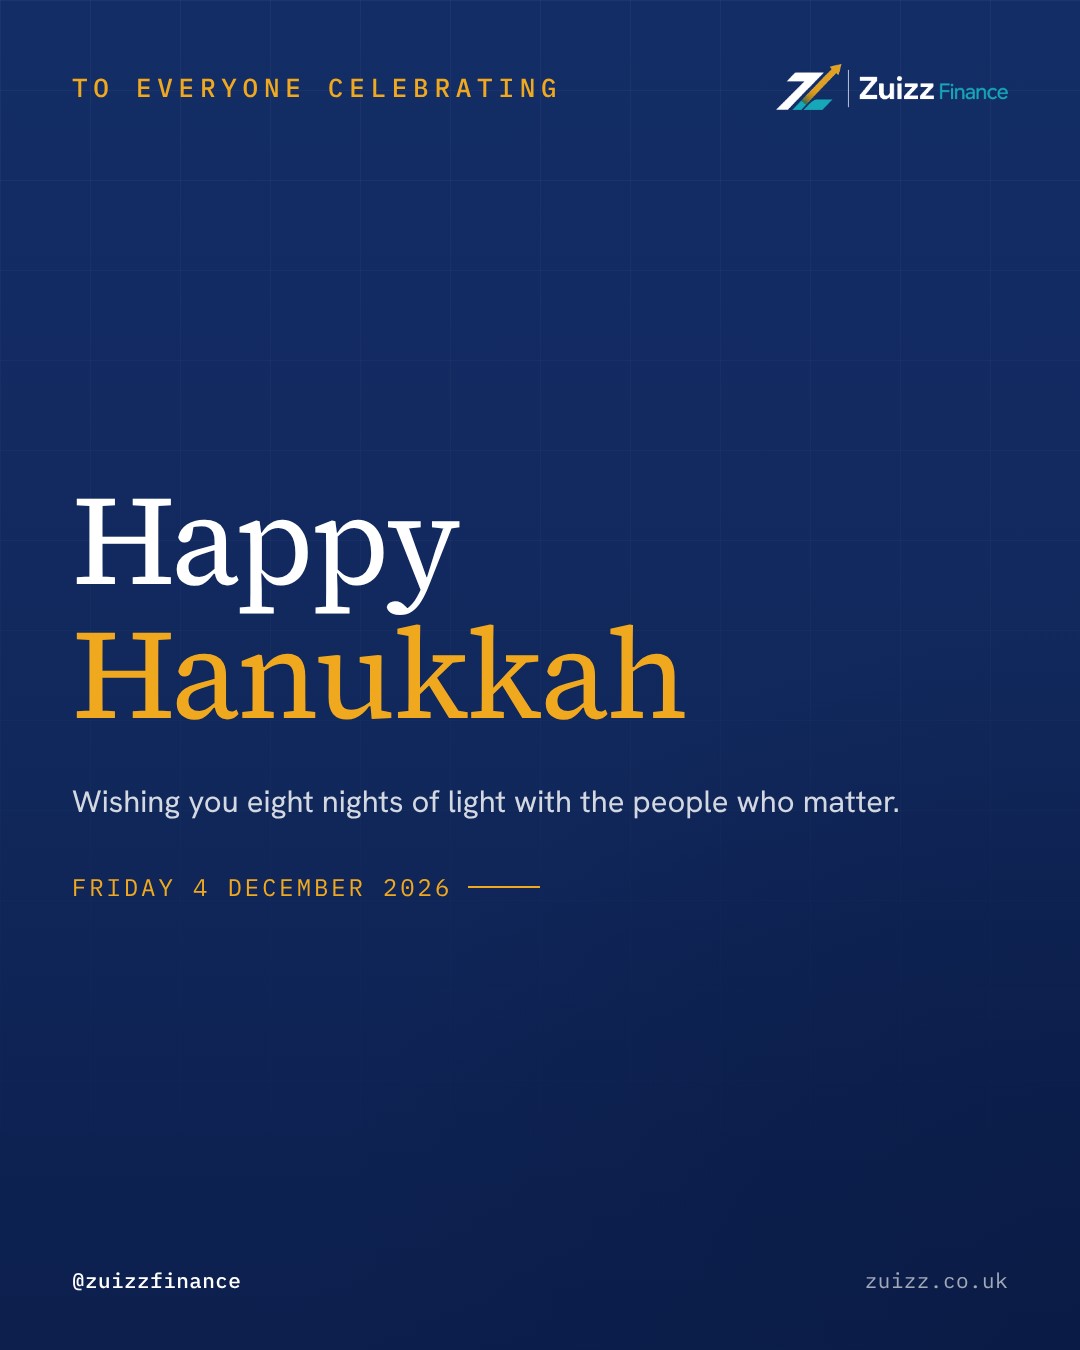 TO EVERYONE CELEBRATING
Zuizz Finance
Happy
Hanukkah
Wishing you eight nights of light with the people who matter.
FRIDAY 4 DECEMBER 2026
@zuizzfinance
zuizz.co.uk